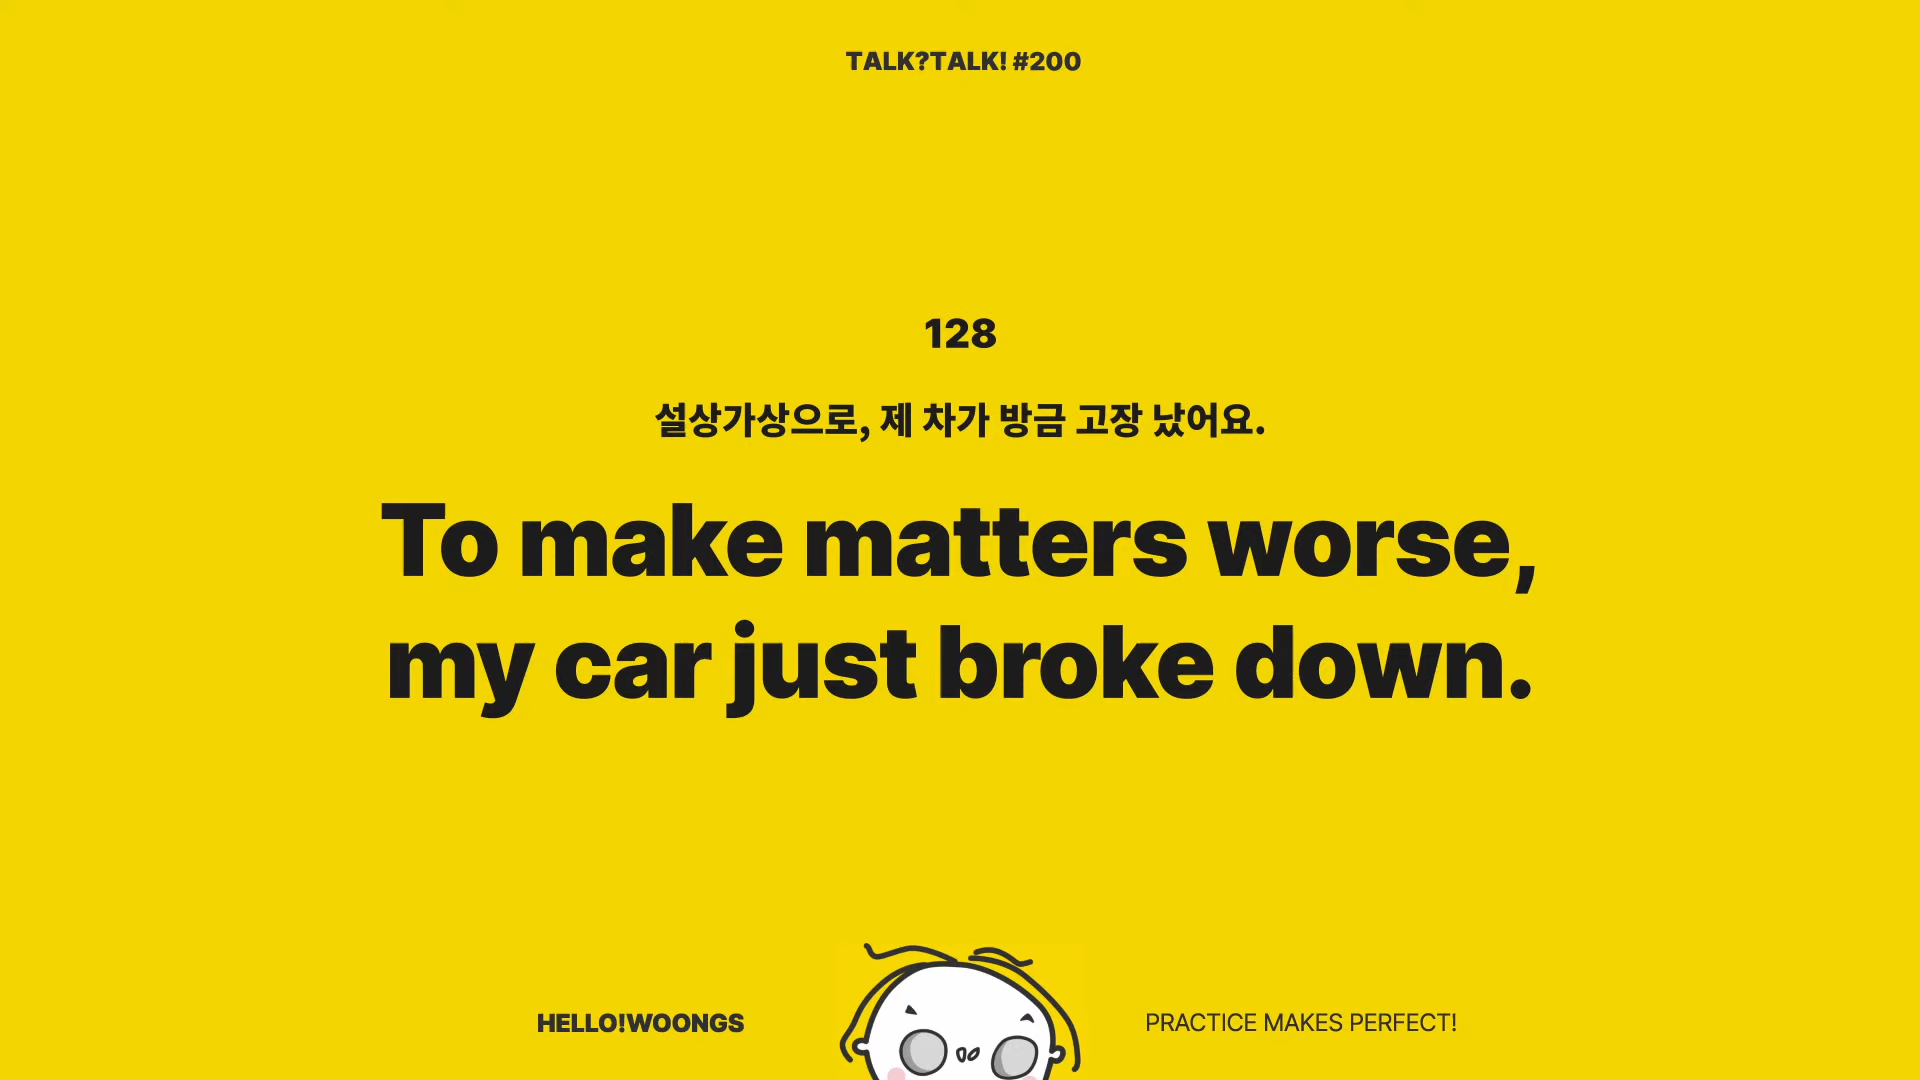 TALK?TALK! #200
128
설상가상으로, 제 차가 방금 고장 났어요.
To make matters worse,
my car just broke down.
HELLO!WOONGS
PRACTICE MAKES PERFECT!